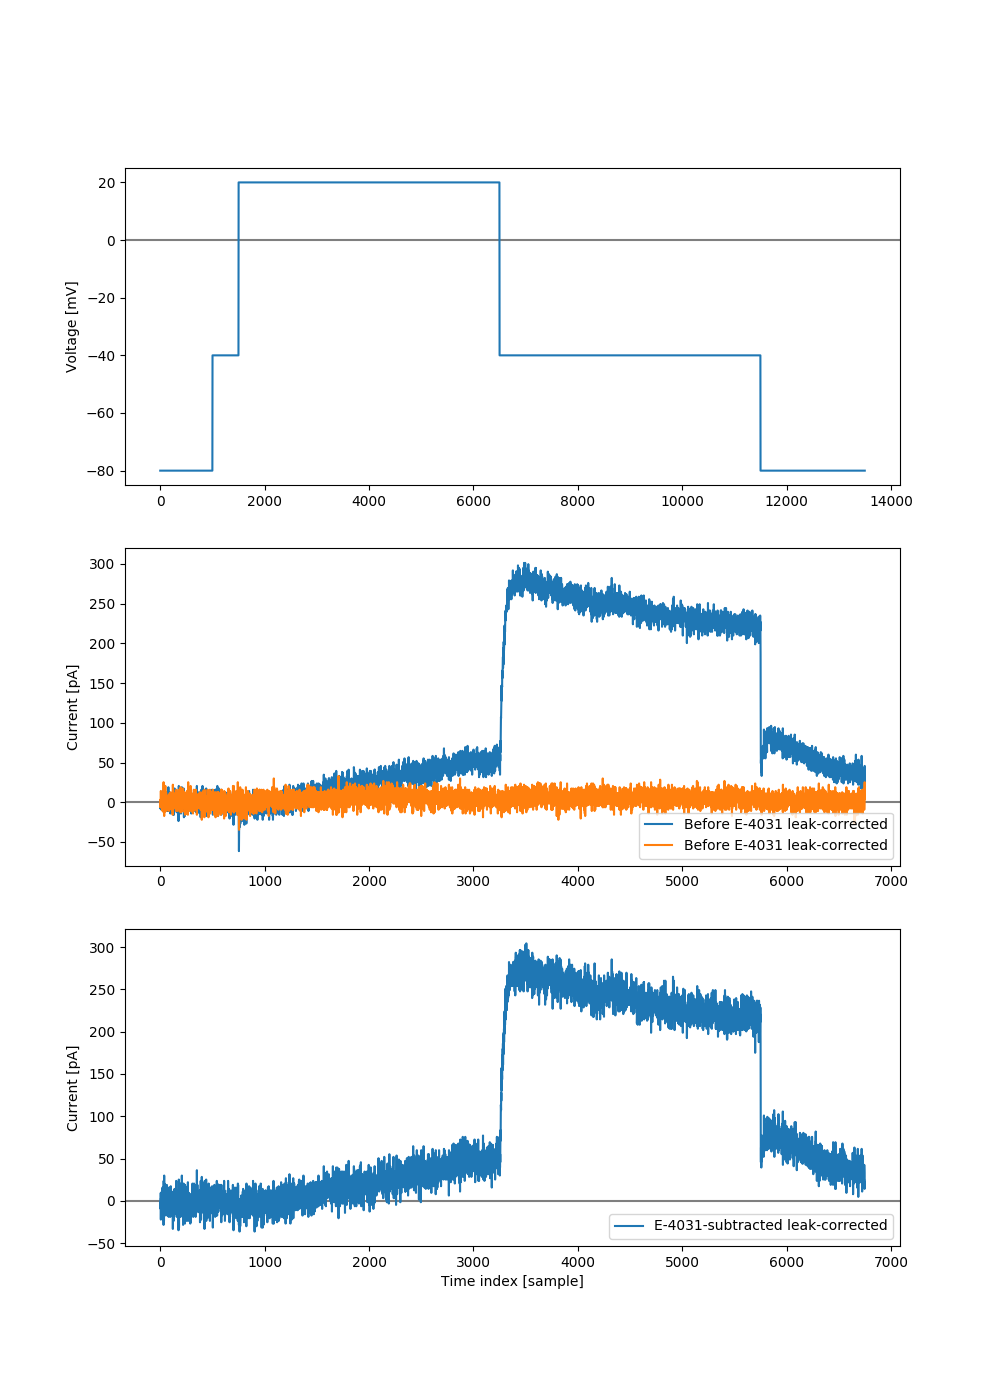 Voltage [mV]
20
0
−20
−40
−60
−80
0 2000 4000 6000 8000 10000 12000 14000
Current [pA]
300
250
200
150
100
50
0
−50
Before E-4031 leak-corrected
Before E-4031 leak-corrected
0 1000 2000 3000 4000 5000 6000 7000
Current [pA]
300
250
200
150
100
50
0
−50
E-4031-subtracted leak-corrected
0 1000 2000 3000 4000 5000 6000 7000
Time index [sample]